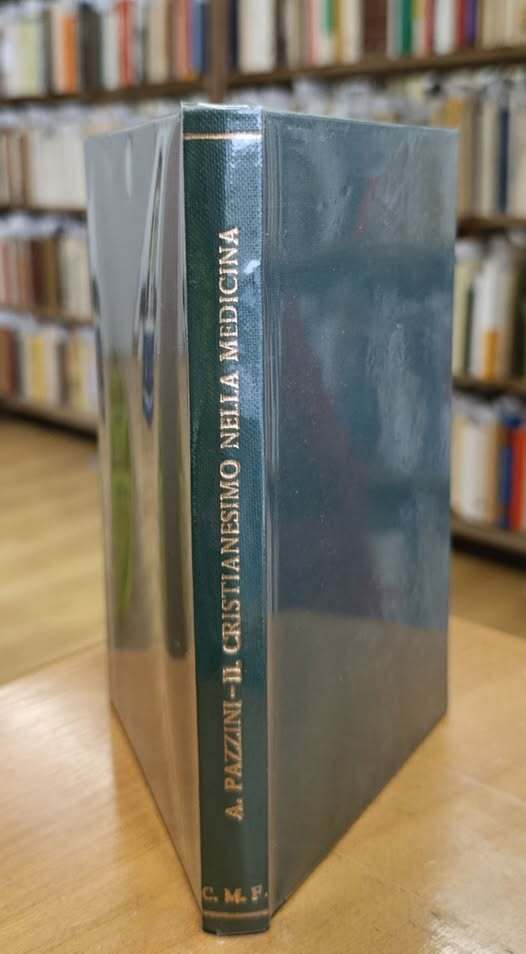 A. PAZZINI - IL CRISTIANESIMO NELLA MEDICINA
C. M. F.